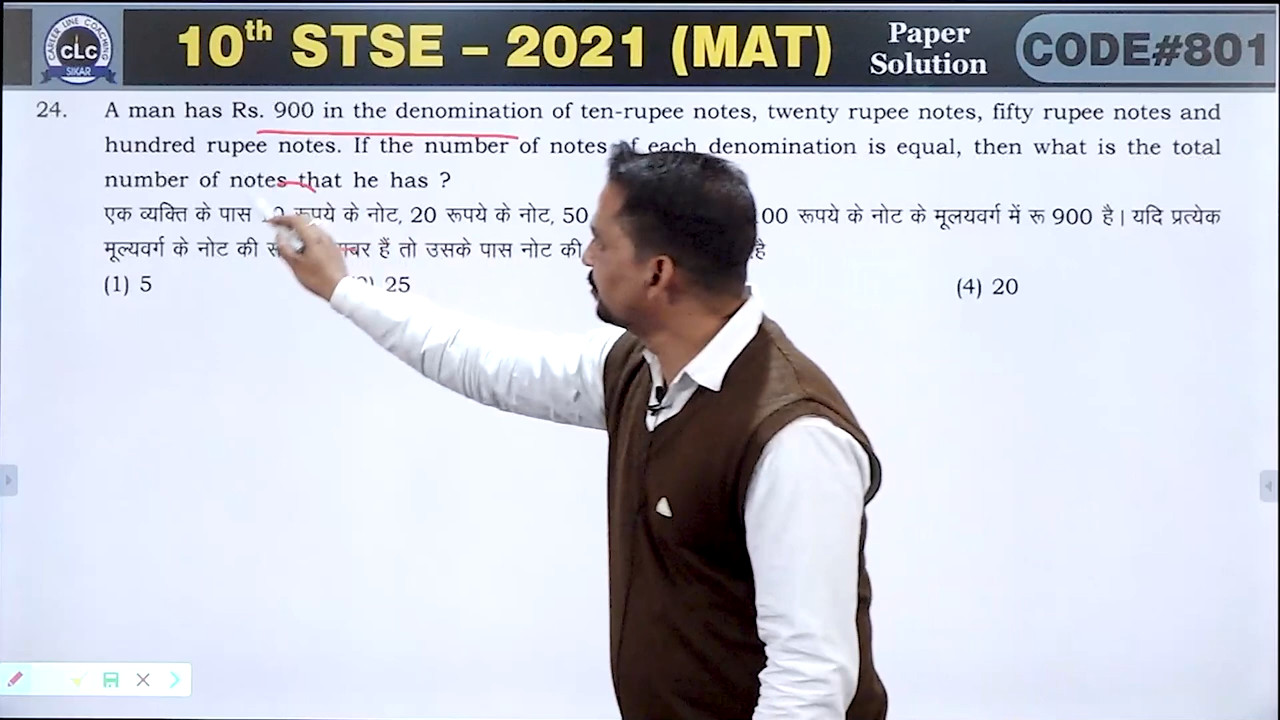 CAREER LINE COACHING
CLC
SIKAR
10th STSE – 2021 (MAT)
Paper
Solution
CODE#801
24. A man has Rs. 900 in the denomination of ten-rupee notes, twenty rupee notes, fifty rupee notes and
hundred rupee notes. If the number of notes of each denomination is equal, then what is the total
number of notes that he has ?
एक व्यक्ति के पास रूपये के नोट, 20 रूपये के नोट, 50 00 रूपये के नोट के मूलयवर्ग में रू 900 है। यदि प्रत्येक
मूल्यवर्ग के नोट की हैं तो उसके पास नोट की है
(1) 5 25 (4) 20